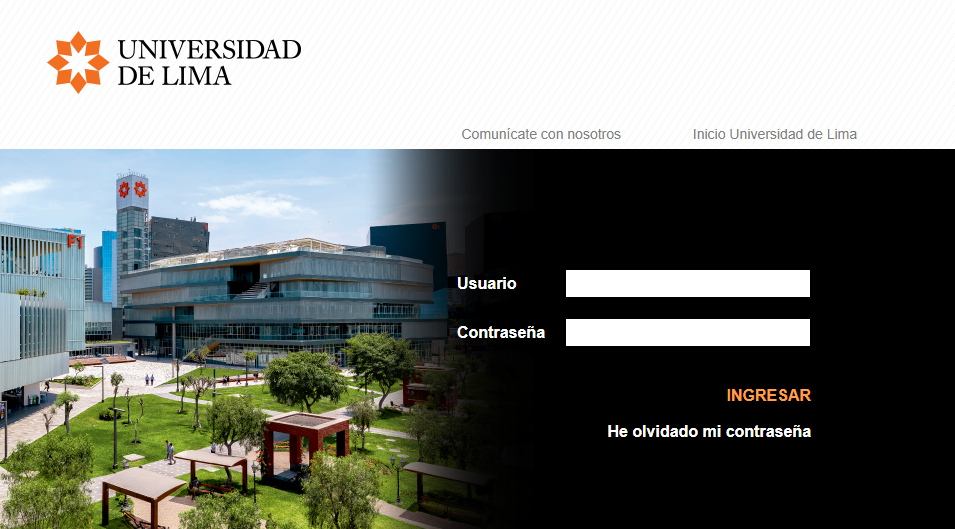 UNIVERSIDAD
DE LIMA
Comunícate con nosotros
Inicio Universidad de Lima
F1
Usuario
Contraseña
INGRESAR
He olvidado mi contraseña